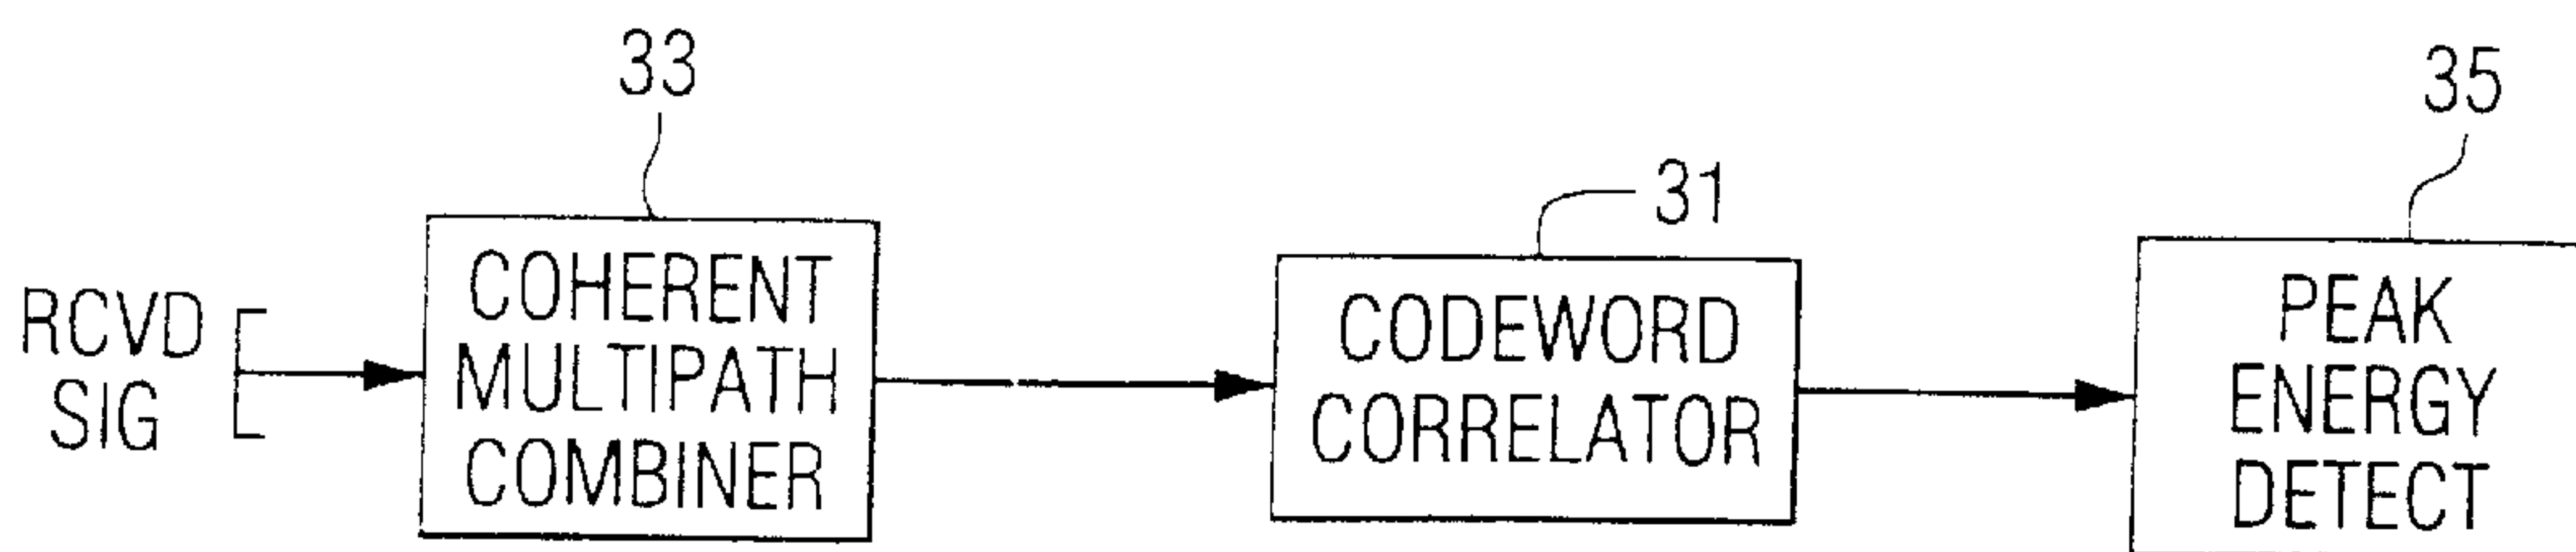 33
RCVD
SIG
COHERENT
MULTIPATH
COMBINER
31
CODEWORD
CORRELATOR
35
PEAK
ENERGY
DETECT